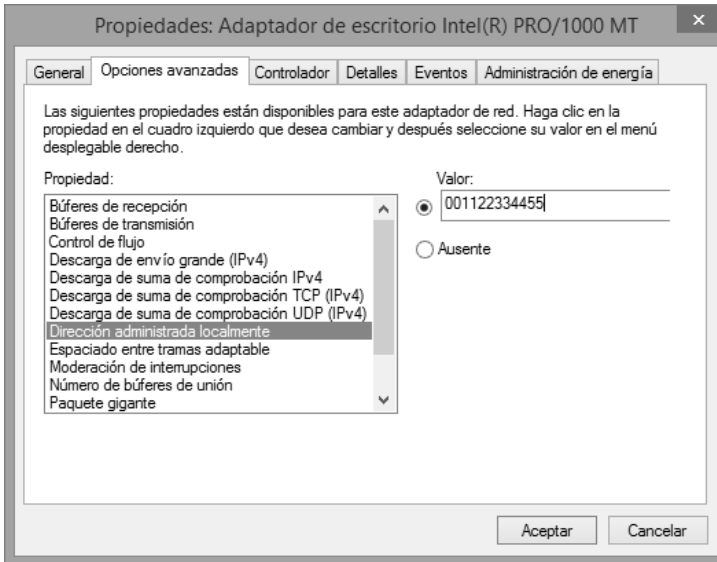 Propiedades: Adaptador de escritorio Intel(R) PRO/1000 MT
General Opciones avanzadas Controlador Detalles Eventos Administración de energía
Las siguientes propiedades están disponibles para este adaptador de red. Haga clic en la
propiedad en el cuadro izquierdo que desea cambiar y después seleccione su valor en el menú
desplegable derecho.
Propiedad:
Búferes de recepción
Búferes de transmisión
Control de flujo
Descarga de envío grande (IPv4)
Descarga de suma de comprobación IPv4
Descarga de suma de comprobación TCP (IPv4)
Descarga de suma de comprobación UDP (IPv4)
Dirección administrada localmente
Espaciado entre tramas adaptable
Moderación de interrupciones
Número de búferes de unión
Paquete gigante
Valor:
001122334455
Ausente
Aceptar Cancelar